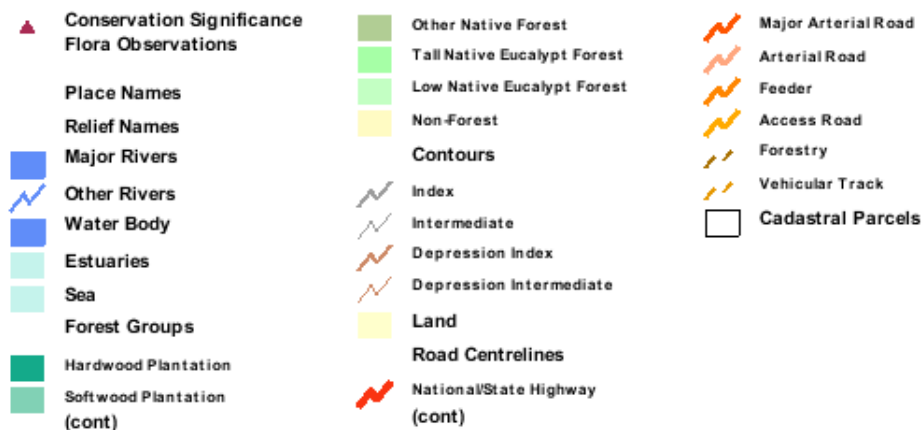 Conservation Significance
Flora Observations
Place Names
Relief Names
Major Rivers
Other Rivers
Water Body
Estuaries
Sea
Forest Groups
Hardwood Plantation
Softwood Plantation
(cont)
Other Native Forest
Tall Native Eucalypt Forest
Low Native Eucalypt Forest
Non-Forest
Contours
Index
Intermediate
Depression Index
Depression Intermediate
Land
Road Centrelines
National/State Highway
(cont)
Major Arterial Road
Arterial Road
Feeder
Access Road
Forestry
Vehicular Track
Cadastral Parcels